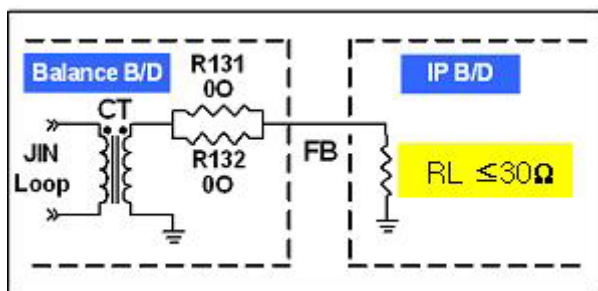 Balance B/D
R131
0O
CT
JIN
Loop
R132
0O
FB
IP B/D
RL ≤30Ω